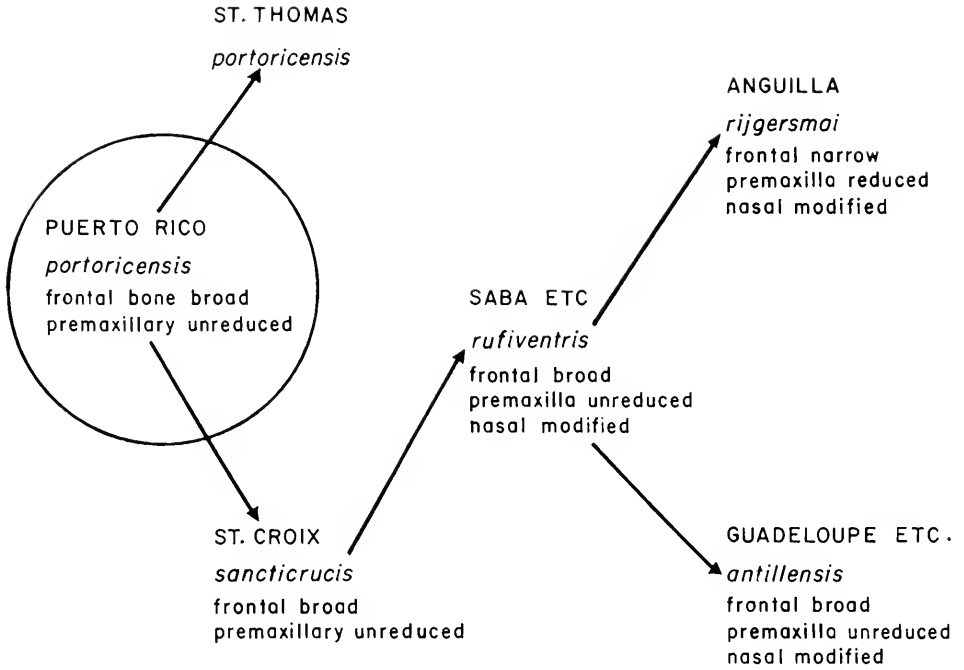 ST. THOMAS
portoricensis
PUERTO RICO
portoricensis
frontal bone broad
premaxillary unreduced
ST. CROIX
sancticrucis
frontal broad
premaxillary unreduced
SABA ETC
rufiventris
frontal broad
premaxilla unreduced
nasal modified
ANGUILLA
rijgersmai
frontal narrow
premaxilla reduced
nasal modified
GUADELOUPE ETC.
antillensis
frontal broad
premaxilla unreduced
nasal modified